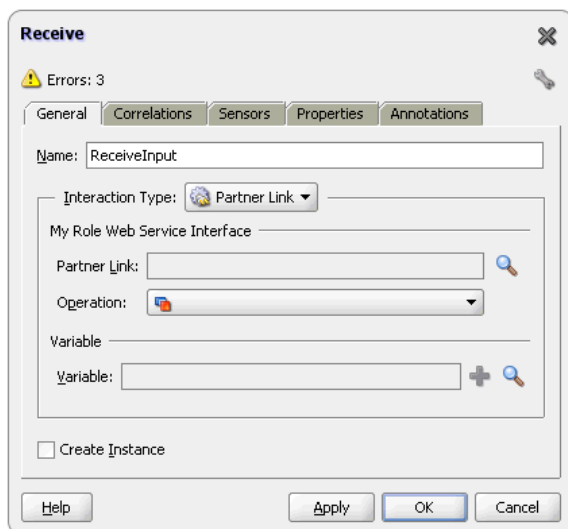 Receive
Errors: 3
General Correlations Sensors Properties Annotations
Name: ReceiveInput
Interaction Type: Partner Link
My Role Web Service Interface
Partner Link:
Operation:
Variable
Variable:
Create Instance
Help Apply OK Cancel